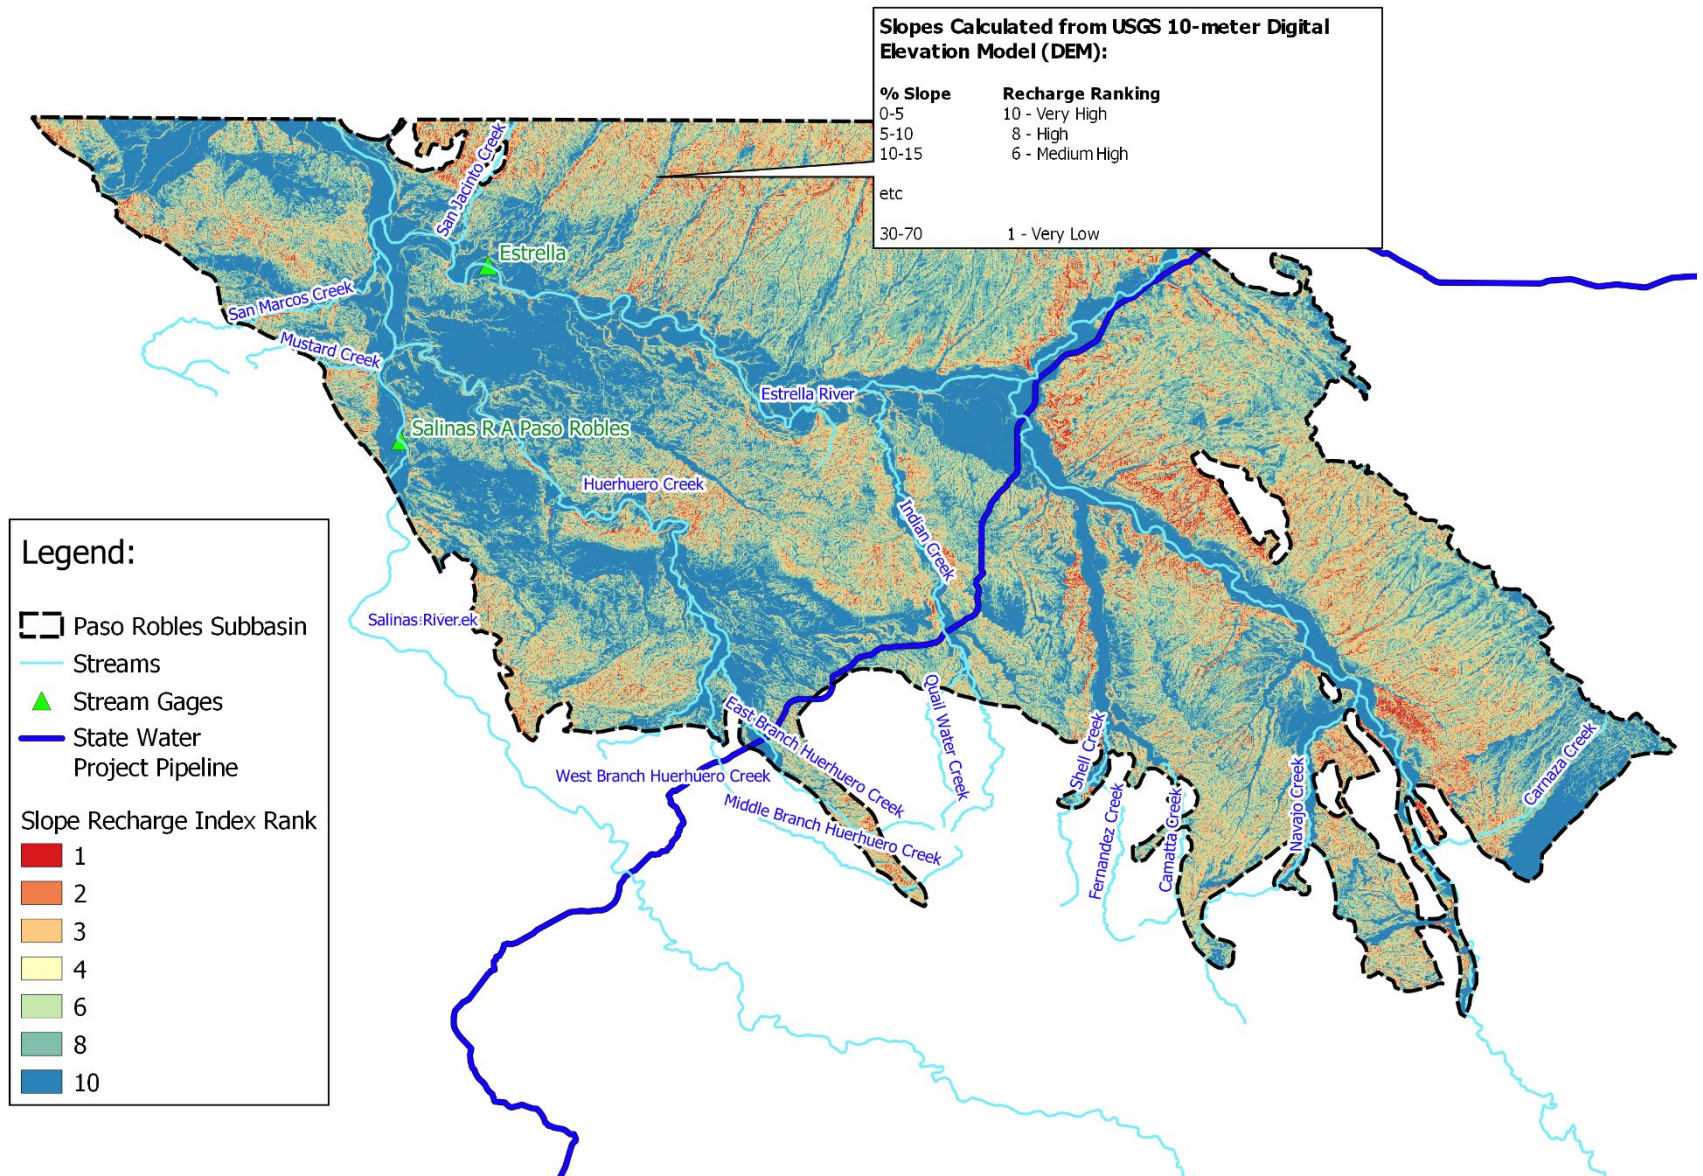 Slopes Calculated from USGS 10-meter Digital
Elevation Model (DEM):
% Slope Recharge Ranking
0-5 10 - Very High
5-10 8 - High
10-15 6 - Medium High
etc
30-70 1 - Very Low
San Jacinto Creek
Estrella
San Marcos Creek
Mustard Creek
Estrella River
Salinas R A Paso Robles
Huerhuero Creek
Indian Creek
Salinas River.ek
Quail Water Creek
East Branch Huerhuero Creek
West Branch Huerhuero Creek
Middle Branch Huerhuero Creek
Shell Creek
Fernandez Creek
Camatta Creek
Navajo Creek
Carnaza Creek
Legend:
Paso Robles Subbasin
Streams
Stream Gages
State Water
Project Pipeline
Slope Recharge Index Rank
1
2
3
4
6
8
10